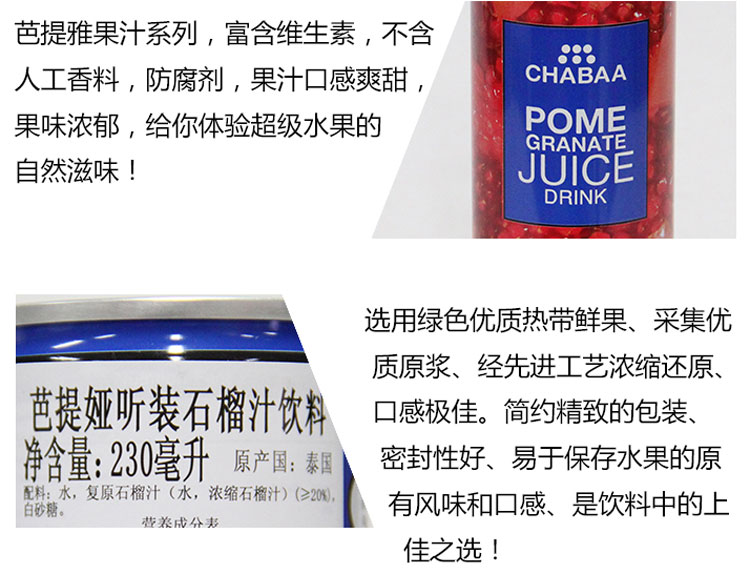 芭提雅果汁系列，富含维生素，不含
人工香料，防腐剂，果汁口感爽甜，
果味浓郁，给你体验超级水果的
自然滋味！
CHABAA
POME
GRANATE
JUICE
DRINK
芭提娅听装石榴汁饮料
净含量：230毫升 原产国：泰国
配料：水，复原石榴汁（水，浓缩石榴汁）（≥20%），
白砂糖。
营养成分表
选用绿色优质热带鲜果、采集优
质原浆、经先进工艺浓缩还原、
口感极佳。简约精致的包装、
密封性好、易于保存水果的原
有风味和口感、是饮料中的上
佳之选！